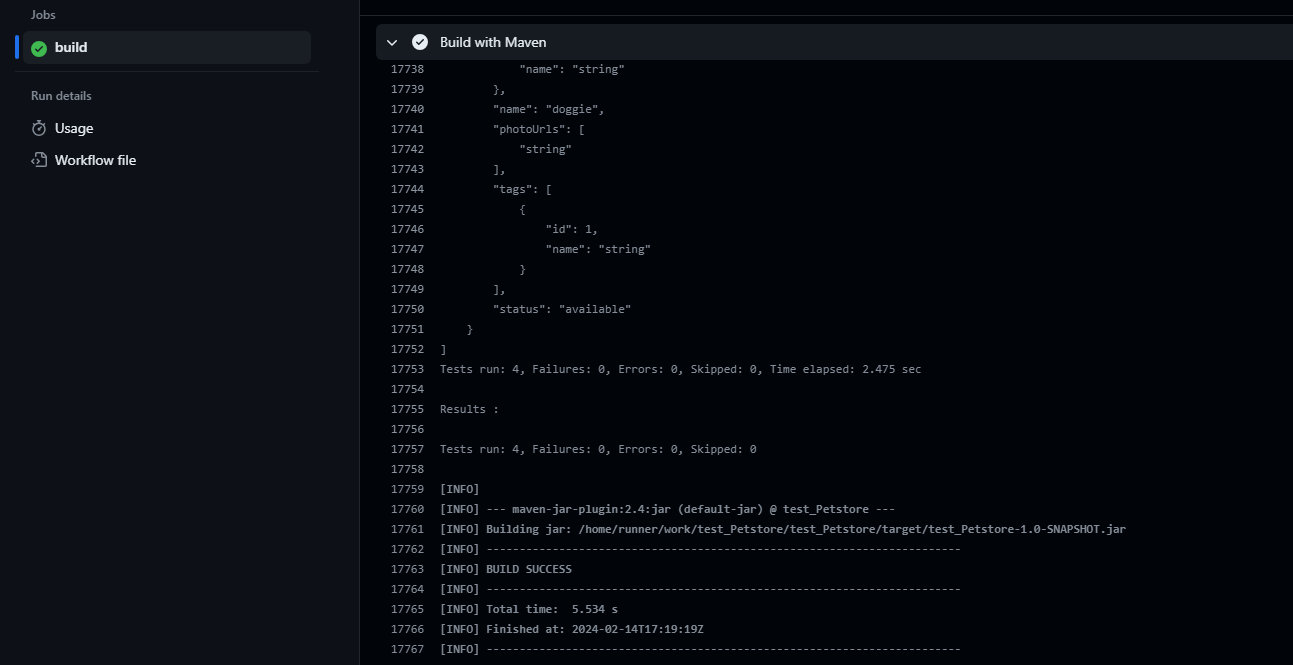 Jobs
build
Run details
Usage
Workflow file
Build with Maven
17738 "name": "string"
17739 },
17740 "name": "doggie",
17741 "photoUrls": [
17742 "string"
17743 ],
17744 "tags": [
17745 {
17746 "id": 1,
17747 "name": "string"
17748 }
17749 ],
17750 "status": "available"
17751 }
17752 ]
17753 Tests run: 4, Failures: 0, Errors: 0, Skipped: 0, Time elapsed: 2.475 sec
17754
17755 Results :
17756
17757 Tests run: 4, Failures: 0, Errors: 0, Skipped: 0
17758
17759 [INFO]
17760 [INFO] --- maven-jar-plugin:2.4:jar (default-jar) @ test_Petstore ---
17761 [INFO] Building jar: /home/runner/work/test_Petstore/test_Petstore/target/test_Petstore-1.0-SNAPSHOT.jar
17762 [INFO] ------------------------------------------------------------------------
17763 [INFO] BUILD SUCCESS
17764 [INFO] ------------------------------------------------------------------------
17765 [INFO] Total time:  5.534 s
17766 [INFO] Finished at: 2024-02-14T17:19:19Z
17767 [INFO] ------------------------------------------------------------------------